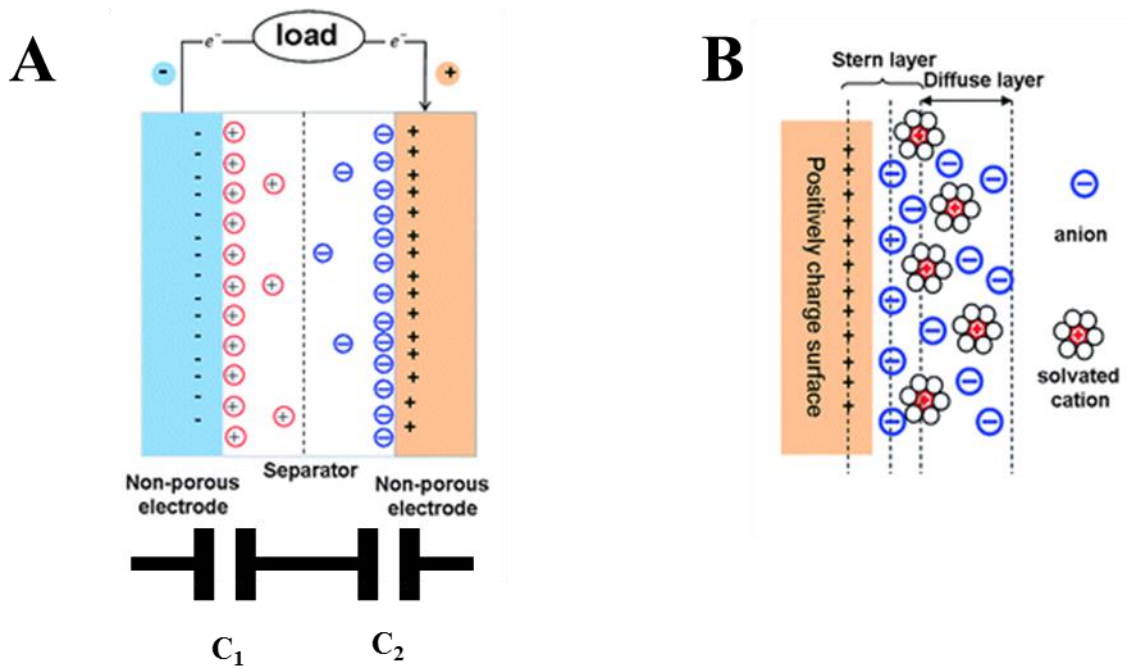 A
load
e⁻
e⁻
-
+
Separator
Non-porous
electrode
Non-porous
electrode
C₁
C₂
B
Stern layer
Diffuse layer
Positively charge surface
anion
solvated
cation